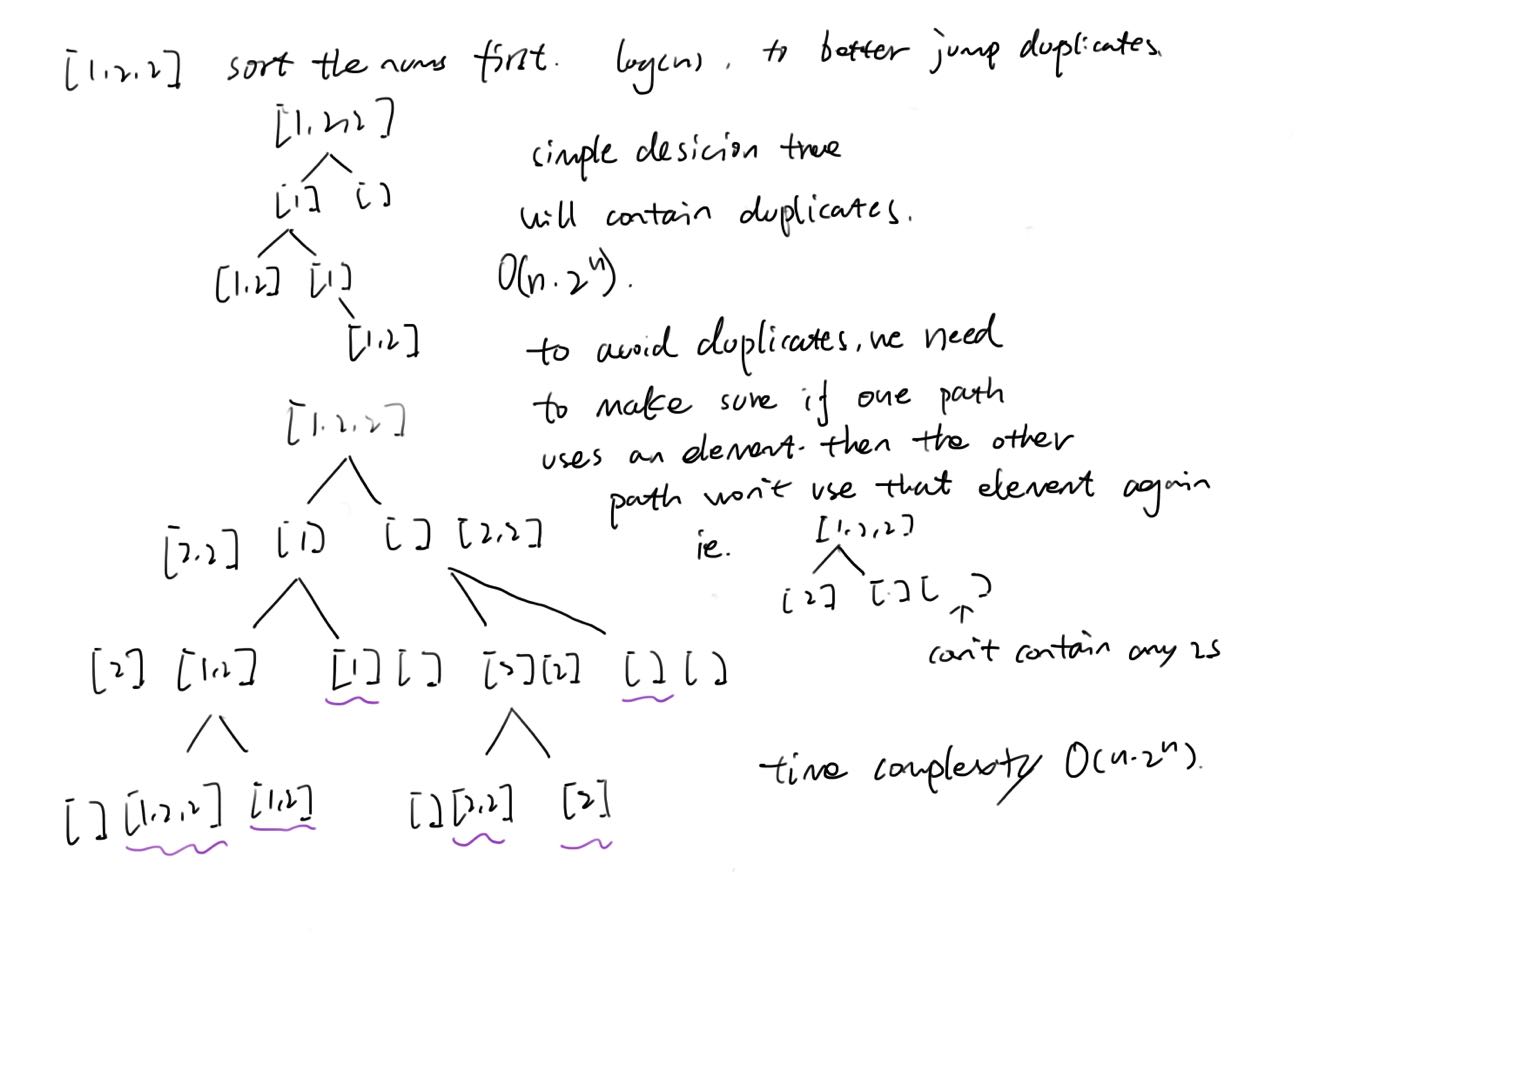 [1,2,2] sort the nums first. log(n), to better jump duplicates.
[1,2,2]
simple desicion tree
[1] [ ]
will contain duplicates.
[1,2] [1]
O(n·2^n).
[1,2]
to avoid duplicates, we need
to make sure if one path
[1,2,2]
uses an element. then the other
path won't use that element again
ie. [1,2,2]
[2,2] [1] [ ] [2,2]
[2] [ ] [ ]
can't contain any 2s
[2] [1,2] [1] [ ] [2] [2] [ ] [ ]
time complexity O(n·2^n).
[ ] [1,2,2] [1,2] [ ] [2,2] [2]